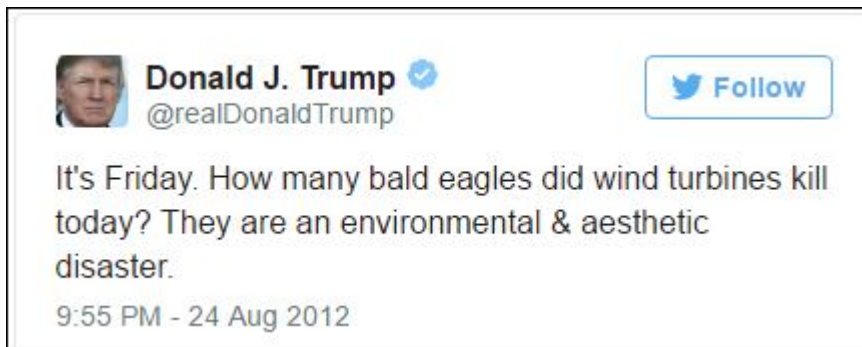 Donald J. Trump
Follow
@realDonaldTrump
It's Friday. How many bald eagles did wind turbines kill
today? They are an environmental & aesthetic
disaster.
9:55 PM - 24 Aug 2012